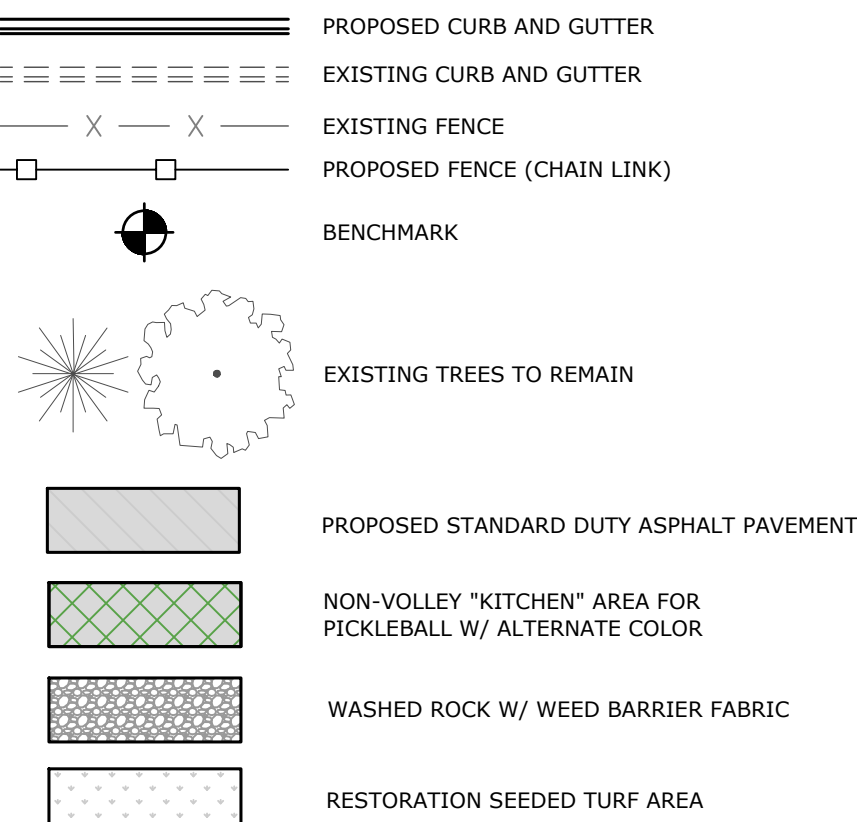 PROPOSED CURB AND GUTTER
EXISTING CURB AND GUTTER
X X EXISTING FENCE
PROPOSED FENCE (CHAIN LINK)
BENCHMARK
EXISTING TREES TO REMAIN
PROPOSED STANDARD DUTY ASPHALT PAVEMENT
NON-VOLLEY "KITCHEN" AREA FOR
PICKLEBALL W/ ALTERNATE COLOR
WASHED ROCK W/ WEED BARRIER FABRIC
RESTORATION SEEDED TURF AREA